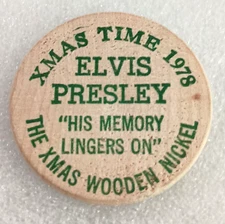 XMAS TIME 1978
ELVIS
PRESLEY
"HIS MEMORY
LINGERS ON"
THE XMAS WOODEN NICKEL